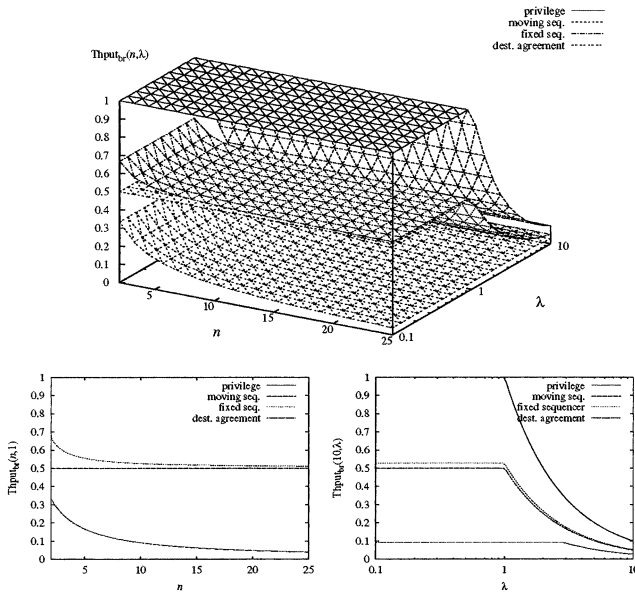 privilege
moving seq.
fixed seq.
dest. agreement
Thput_br(n,λ)
1
0.9
0.8
0.7
0.6
0.5
0.4
0.3
0.2
0.1
0
5
10
15
20
25
n
0.1
1
10
λ
1
0.9
0.8
0.7
0.6
0.5
0.4
0.3
0.2
0.1
0
Thput_br(n,1)
privilege
moving seq.
fixed seq.
dest. agreement
5
10
15
20
25
n
1
0.9
0.8
0.7
0.6
0.5
0.4
0.3
0.2
0.1
0
Thput_br(10,λ)
privilege
moving seq.
fixed sequencer
dest. agreement
0.1
1
10
λ